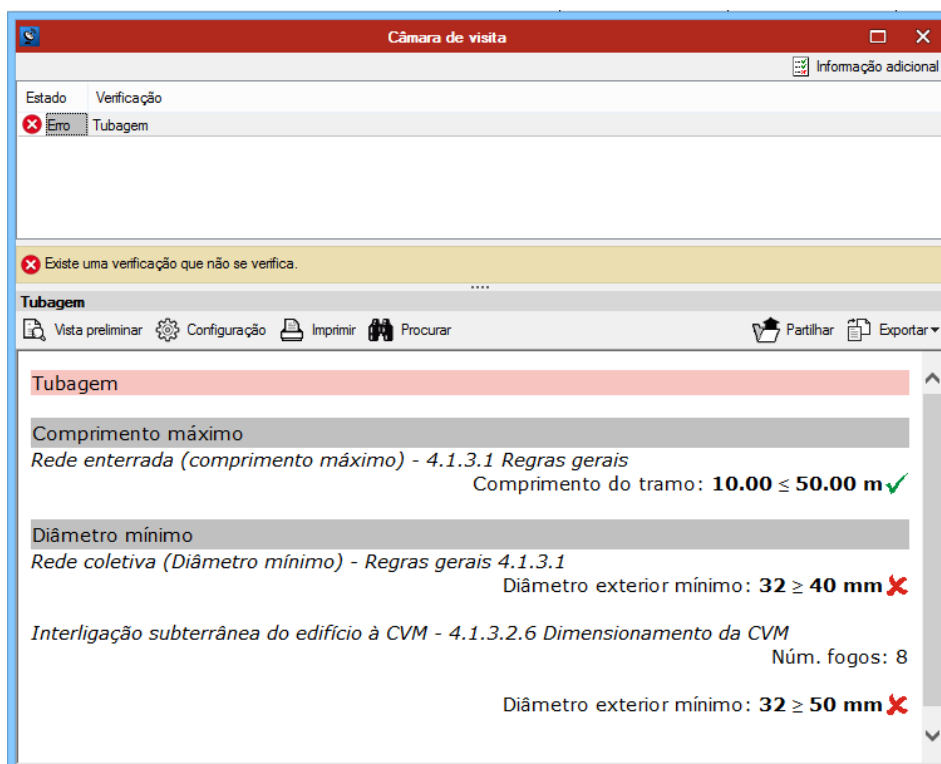 Câmara de visita
Informação adicional
Estado Verificação
Erro Tubagem
Existe uma verificação que não se verifica.
Tubagem
Vista preliminar Configuração Imprimir Procurar Partilhar Exportar
Tubagem
Comprimento máximo
Rede enterrada (comprimento máximo) - 4.1.3.1 Regras gerais
Comprimento do tramo: 10.00 ≤ 50.00 m
Diâmetro mínimo
Rede coletiva (Diâmetro mínimo) - Regras gerais 4.1.3.1
Diâmetro exterior mínimo: 32 ≥ 40 mm
Interligação subterrânea do edifício à CVM - 4.1.3.2.6 Dimensionamento da CVM
Núm. fogos: 8
Diâmetro exterior mínimo: 32 ≥ 50 mm